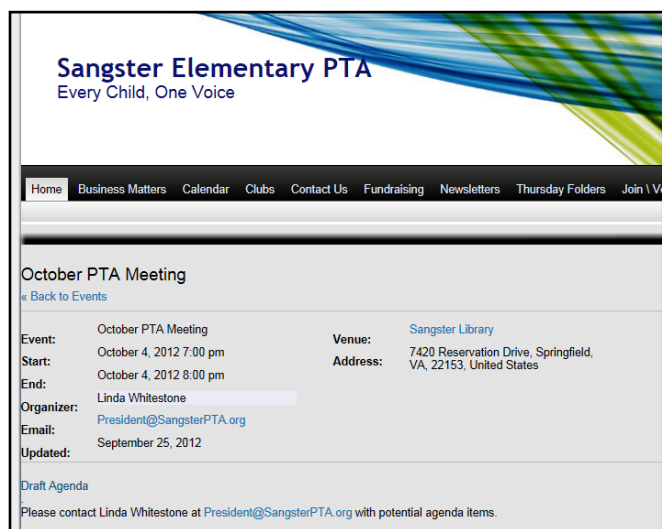 Sangster Elementary PTA
Every Child, One Voice
Home Business Matters Calendar Clubs Contact Us Fundraising Newsletters Thursday Folders Join \
October PTA Meeting
« Back to Events
Event: October PTA Meeting
Start: October 4, 2012 7:00 pm
End: October 4, 2012 8:00 pm
Organizer: Linda Whitestone
Email: President@SangsterPTA.org
Updated: September 25, 2012
Venue: Sangster Library
Address: 7420 Reservation Drive, Springfield,
VA, 22153, United States
Draft Agenda
.
Please contact Linda Whitestone at President@SangsterPTA.org with potential agenda items.